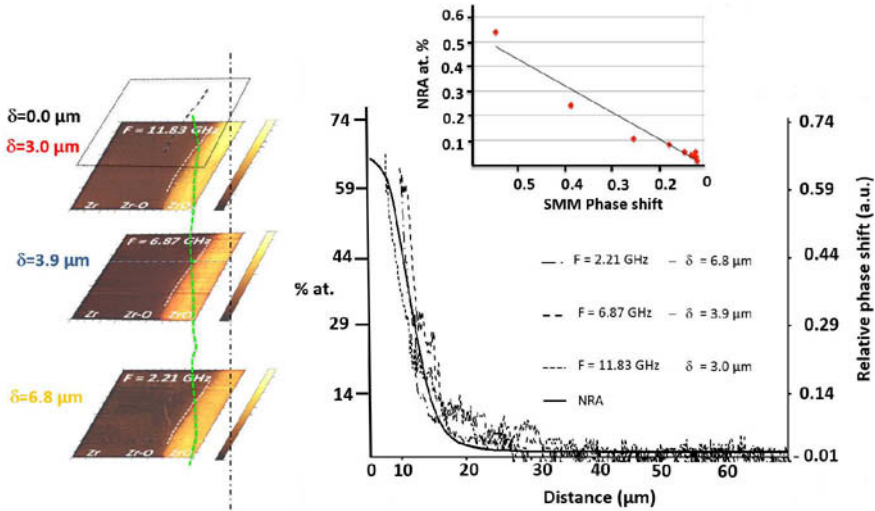 δ=0.0 µm
δ=3.0 µm
F = 11.83 GHz
Zr Zr-O ZrO
δ=3.9 µm
F = 6.87 GHz
Zr Zr-O ZrO
δ=6.8 µm
F = 2.21 GHz
Zr Zr-O ZrO
NRA at. %
0.6
0.5
0.4
0.3
0.2
0.1
0.5 0.4 0.3 0.2 0
SMM Phase shift
% at.
74
59
44
29
14
0 10 20 30 40 50 60
Distance (µm)
F = 2.21 GHz – δ = 6.8 µm
F = 6.87 GHz – δ = 3.9 µm
F = 11.83 GHz δ = 3.0 µm
NRA
0.74
0.59
0.44
0.29
0.14
0.01
Relative phase shift (a.u.)